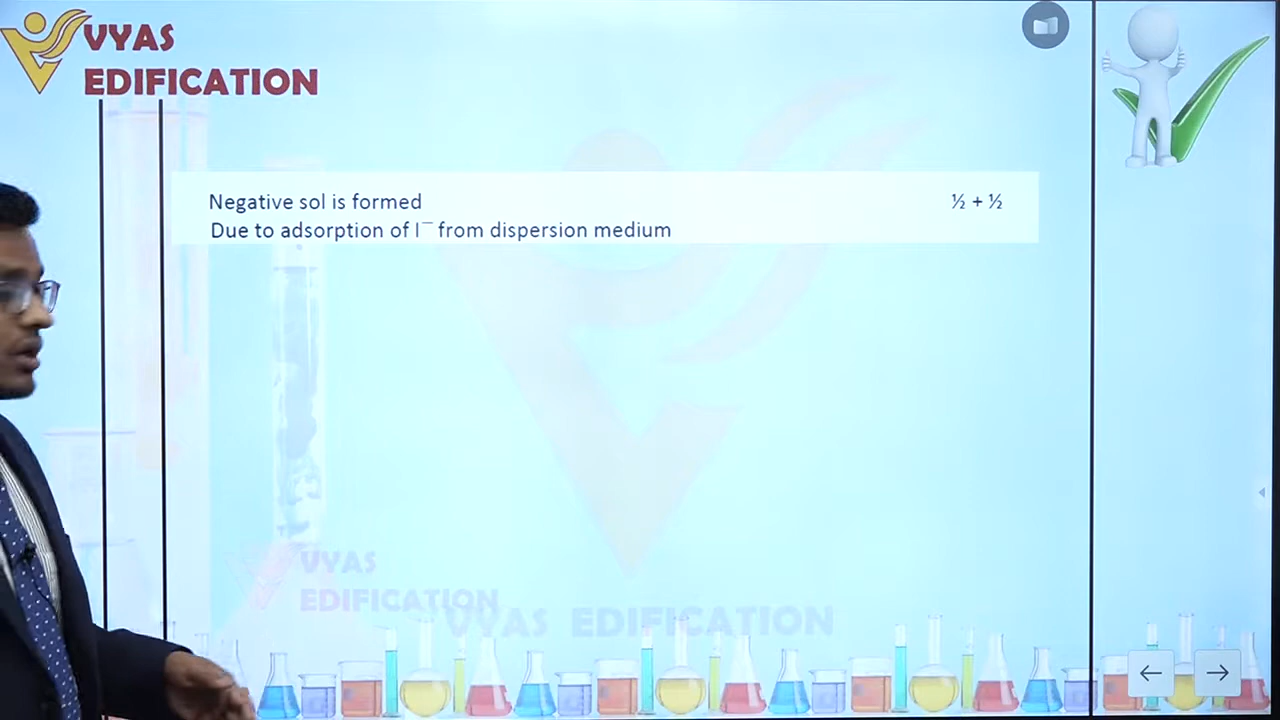 VYAS
EDIFICATION
Negative sol is formed ½ + ½
Due to adsorption of I⁻ from dispersion medium
VYAS
EDIFICATION
VYAS EDIFICATION